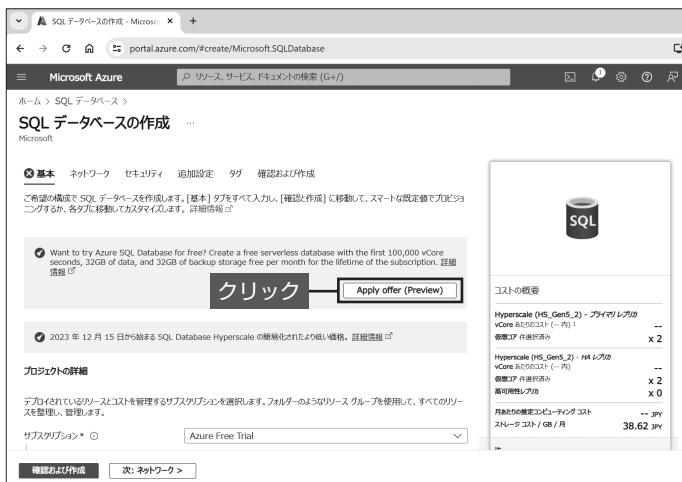 SQL データベースの作成 - Microsof
portal.azure.com/#create/Microsoft.SQLDatabase
Microsoft Azure
リソース、サービス、ドキュメントの検索 (G+/)
1
ホーム > SQL データベース >
SQL データベースの作成 …
Microsoft
基本 ネットワーク セキュリティ 追加設定 タグ 確認および作成
ご希望の構成で SQL データベースを作成します。[基本] タブをすべて入力し、[確認と作成] に移動して、スマートな既定値でプロビジョ
ニングするか、各タブに移動してカスタマイズします。 詳細情報
Want to try Azure SQL Database for free? Create a free serverless database with the first 100,000 vCore
seconds, 32GB of data, and 32GB of backup storage free per month for the lifetime of the subscription. 詳細
情報
クリック
Apply offer (Preview)
2023 年 12 月 15 日から始まる SQL Database Hyperscale の簡易化されたより低い価格。詳細情報
プロジェクトの詳細
デプロイされているリソースとコストを管理するサブスクリプションを選択します。フォルダーのようなリソース グループを使用して、すべてのリソー
スを整理し、管理します。
サブスクリプション *
Azure Free Trial
確認および作成
次: ネットワーク >
SQL
コストの概要
Hyperscale (HS_Gen5_2) - プライマリ レプリカ
vCore あたりのコスト (-- 内) 1 --
仮想コア 件選択済み x 2
Hyperscale (HS_Gen5_2) - HA レプリカ
vCore あたりのコスト (-- 内) --
仮想コア 件選択済み x 2
高可用性レプリカ x 0
月あたりの推定コンピューティング コスト -- JPY
ストレージ コスト / GB / 月 38.62 JPY